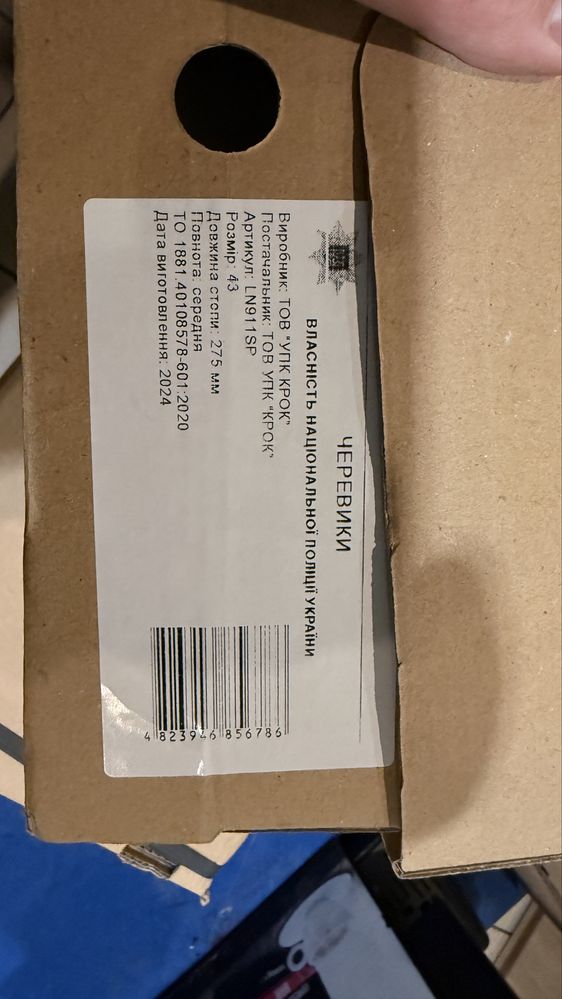 ЧЕРЕВИКИ
ВЛАСНІСТЬ НАЦІОНАЛЬНОЇ ПОЛІЦІЇ УКРАЇНИ
Виробник: ТОВ "УПК КРОК"
Постачальник: ТОВ УПК "КРОК"
Артикул: LN911SP
Розмір: 43
Довжина стопи: 275 мм
Повнота: середня
ТО 1881.40108578-601:2020
Дата виготовлення: 2024
4 823946 856786